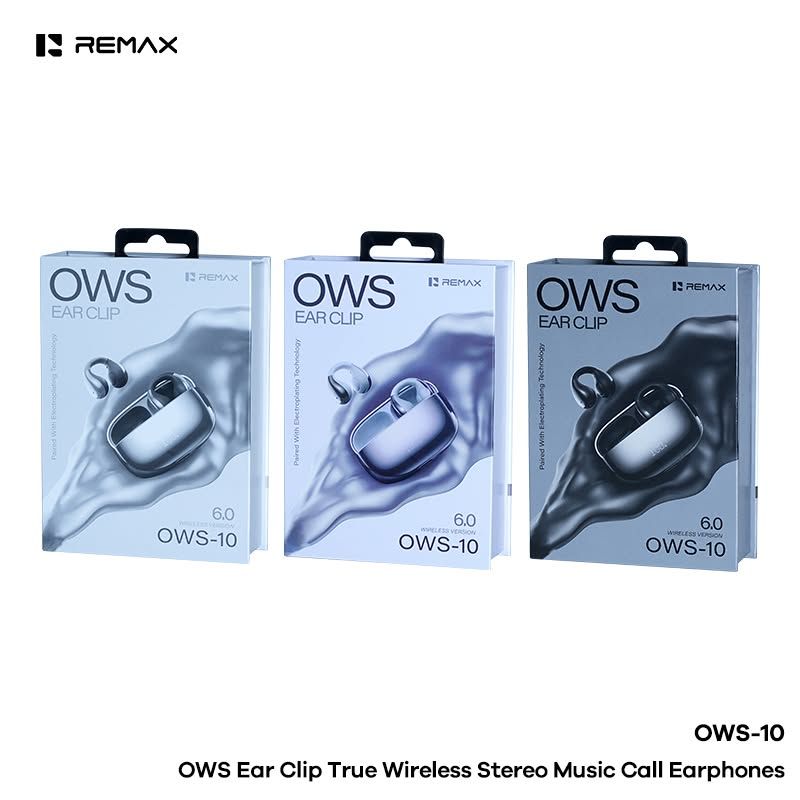 REMAX
OWS
EAR CLIP
REMAX
Paired With Electroplating Technology
6.0
WIRELESS VERSION
OWS-10
OWS
EAR CLIP
REMAX
Paired With Electroplating Technology
6.0
WIRELESS VERSION
OWS-10
OWS
EAR CLIP
REMAX
Paired With Electroplating Technology
6.0
WIRELESS VERSION
OWS-10
OWS-10
OWS Ear Clip True Wireless Stereo Music Call Earphones